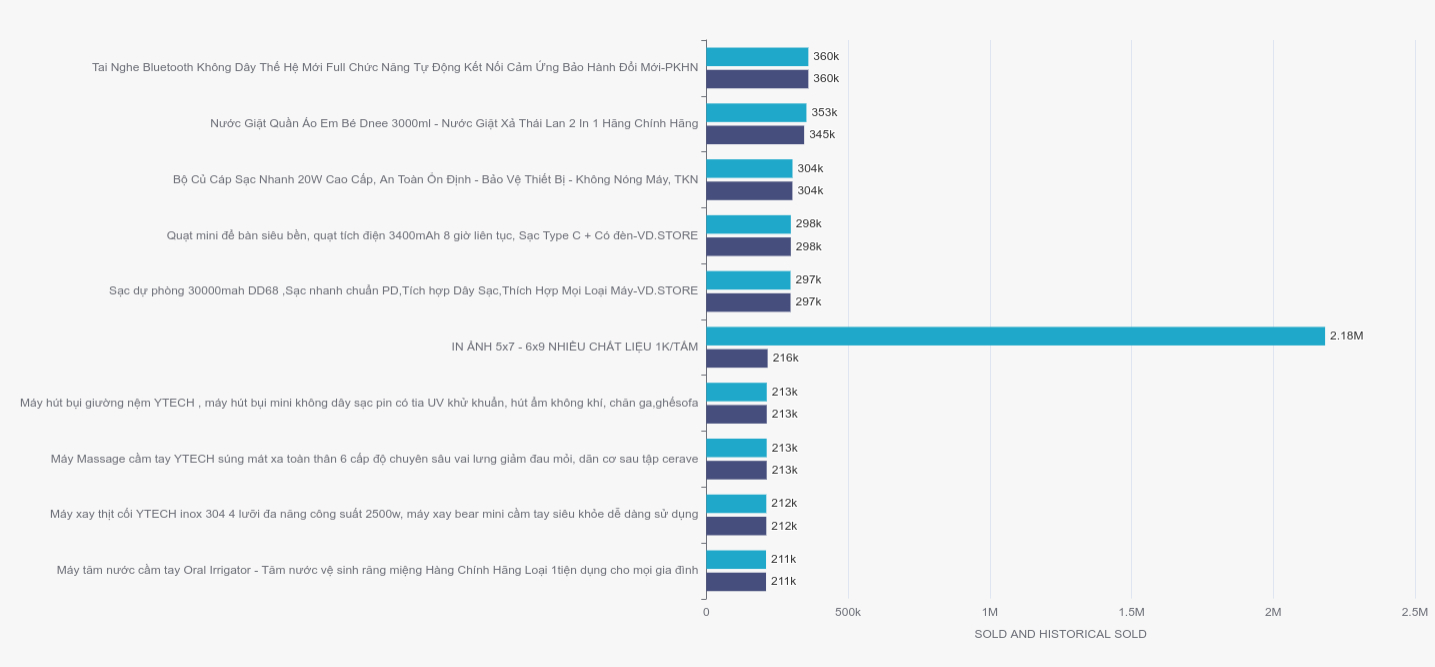 Tai Nghe Bluetooth Không Dây Thế Hệ Mới Full Chức Năng Tự Động Kết Nối Cảm Ứng Bảo Hành Đổi Mới-PKHN
360k
360k
Nước Giặt Quần Áo Em Bé Dnee 3000ml - Nước Giặt Xả Thái Lan 2 In 1 Hãng Chính Hãng
353k
345k
Bộ Củ Cáp Sạc Nhanh 20W Cao Cấp, An Toàn Ổn Định - Bảo Vệ Thiết Bị - Không Nóng Máy, TKN
304k
304k
Quạt mini để bàn siêu bền, quạt tích điện 3400mAh 8 giờ liên tục, Sạc Type C + Có đèn-VD.STORE
298k
298k
Sạc dự phòng 30000mah DD68 ,Sạc nhanh chuẩn PD,Tích hợp Dây Sạc,Thích Hợp Mọi Loại Máy-VD.STORE
297k
297k
IN ẢNH 5x7 - 6x9 NHIỀU CHẤT LIỆU 1K/TẤM
2.18M
216k
Máy hút bụi giường nệm YTECH , máy hút bụi mini không dây sạc pin có tia UV khử khuẩn, hút ẩm không khí, chăn ga,ghếsofa
213k
213k
Máy Massage cầm tay YTECH súng mát xa toàn thân 6 cấp độ chuyên sâu vai lưng giảm đau mỏi, dãn cơ sau tập cerave
213k
213k
Máy xay thịt cối YTECH inox 304 4 lưỡi đa năng công suất 2500w, máy xay bear mini cầm tay siêu khỏe dễ dàng sử dụng
212k
212k
Máy tăm nước cầm tay Oral Irrigator - Tăm nước vệ sinh răng miệng Hàng Chính Hãng Loại 1tiện dụng cho mọi gia đình
211k
211k
0
500k
1M
1.5M
2M
2.5M
SOLD AND HISTORICAL SOLD